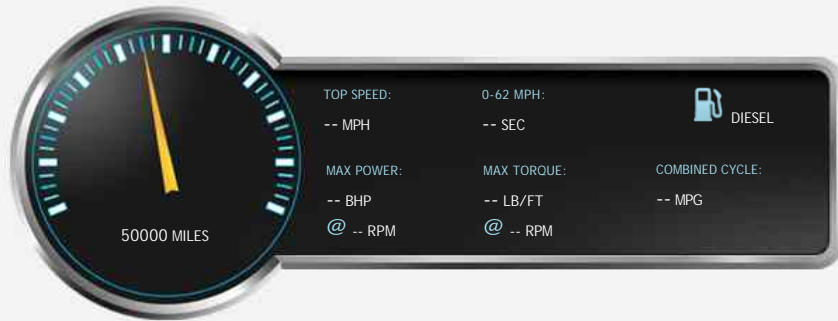 TOP SPEED:
-- MPH
0-62 MPH:
-- SEC
DIESEL
MAX POWER:
-- BHP
@ -- RPM
MAX TORQUE:
-- LB/FT
@ -- RPM
COMBINED CYCLE:
-- MPG
50000 MILES